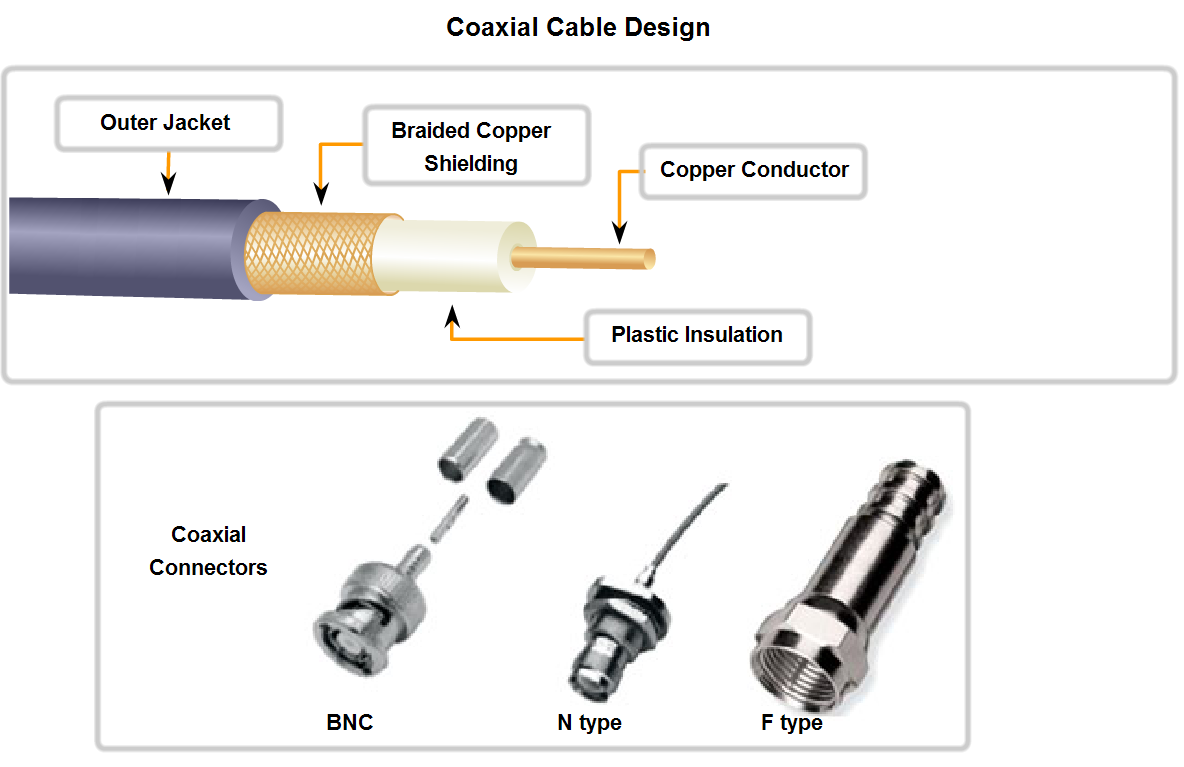 Coaxial Cable Design
Outer Jacket
Braided Copper
Shielding
Copper Conductor
Plastic Insulation
Coaxial
Connectors
BNC
N type
F type